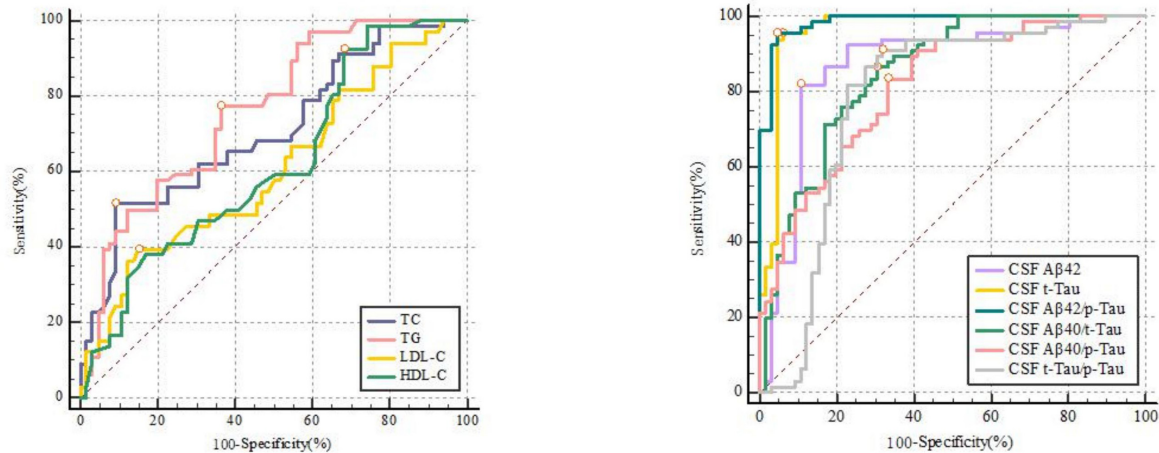 100
80
60
40
20
0
Sensitivity(%)
0 20 40 60 80 100
100-Specificity(%)
TC
TG
LDL-C
HDL-C
100
80
60
40
20
0
Sensitivity(%)
0 20 40 60 80 100
100-Specificity(%)
CSF Aβ42
CSF t-Tau
CSF Aβ42/p-Tau
CSF Aβ40/t-Tau
CSF Aβ40/p-Tau
CSF t-Tau/p-Tau